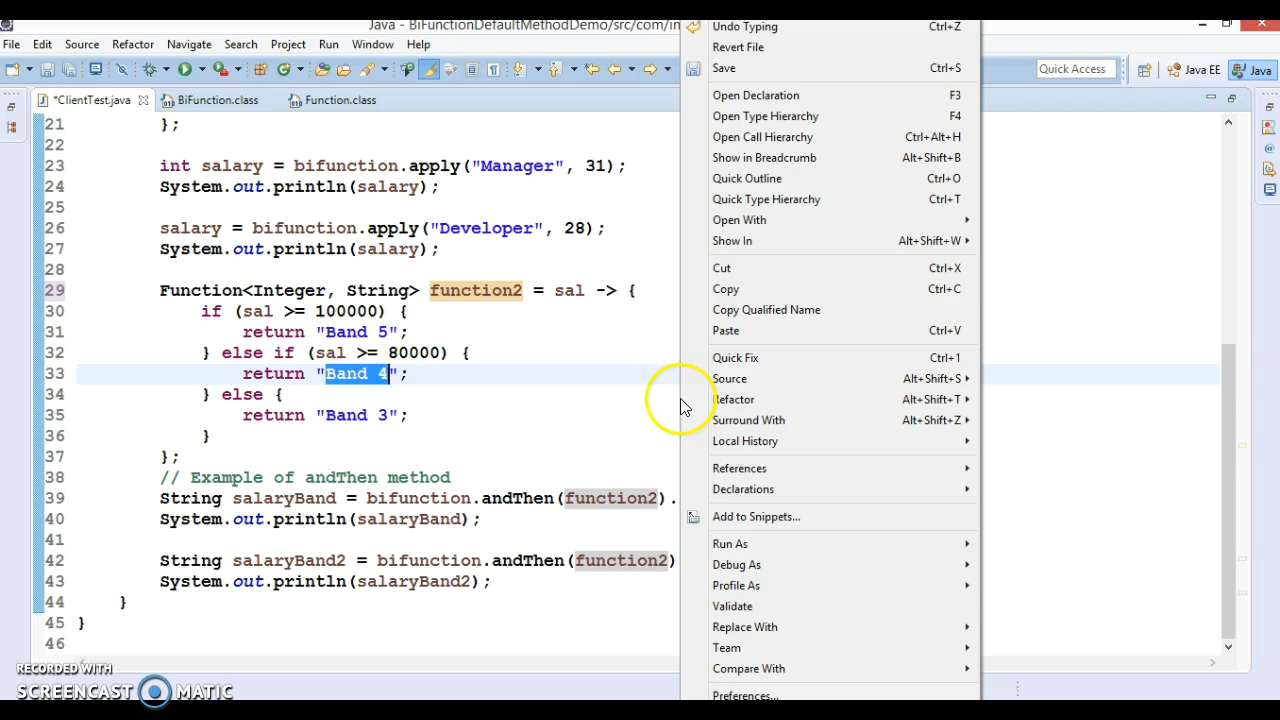 Java - BiFunctionDefaultMethodDemo/src/com/in
File Edit Source Refactor Navigate Search Project Run Window Help
Quick Access Java EE Java
*ClientTest.java BiFunction.class Function.class
21 };
22
23 int salary = bifunction.apply("Manager", 31);
24 System.out.println(salary);
25
26 salary = bifunction.apply("Developer", 28);
27 System.out.println(salary);
28
29 Function<Integer, String> function2 = sal -> {
30 if (sal >= 100000) {
31 return "Band 5";
32 } else if (sal >= 80000) {
33 return "Band 4";
34 } else {
35 return "Band 3";
36 }
37 };
38 // Example of andThen method
39 String salaryBand = bifunction.andThen(function2).
40 System.out.println(salaryBand);
41
42 String salaryBand2 = bifunction.andThen(function2)
43 System.out.println(salaryBand2);
44 }
45 }
46
Undo Typing Ctrl+Z
Revert File
Save Ctrl+S
Open Declaration F3
Open Type Hierarchy F4
Open Call Hierarchy Ctrl+Alt+H
Show in Breadcrumb Alt+Shift+B
Quick Outline Ctrl+O
Quick Type Hierarchy Ctrl+T
Open With
Show In Alt+Shift+W
Cut Ctrl+X
Copy Ctrl+C
Copy Qualified Name
Paste Ctrl+V
Quick Fix Ctrl+1
Source Alt+Shift+S
Refactor Alt+Shift+T
Surround With Alt+Shift+Z
Local History
References
Declarations
Add to Snippets...
Run As
Debug As
Profile As
Validate
Replace With
Team
Compare With
Preferences...
RECORDED WITH
SCREENCAST MATIC